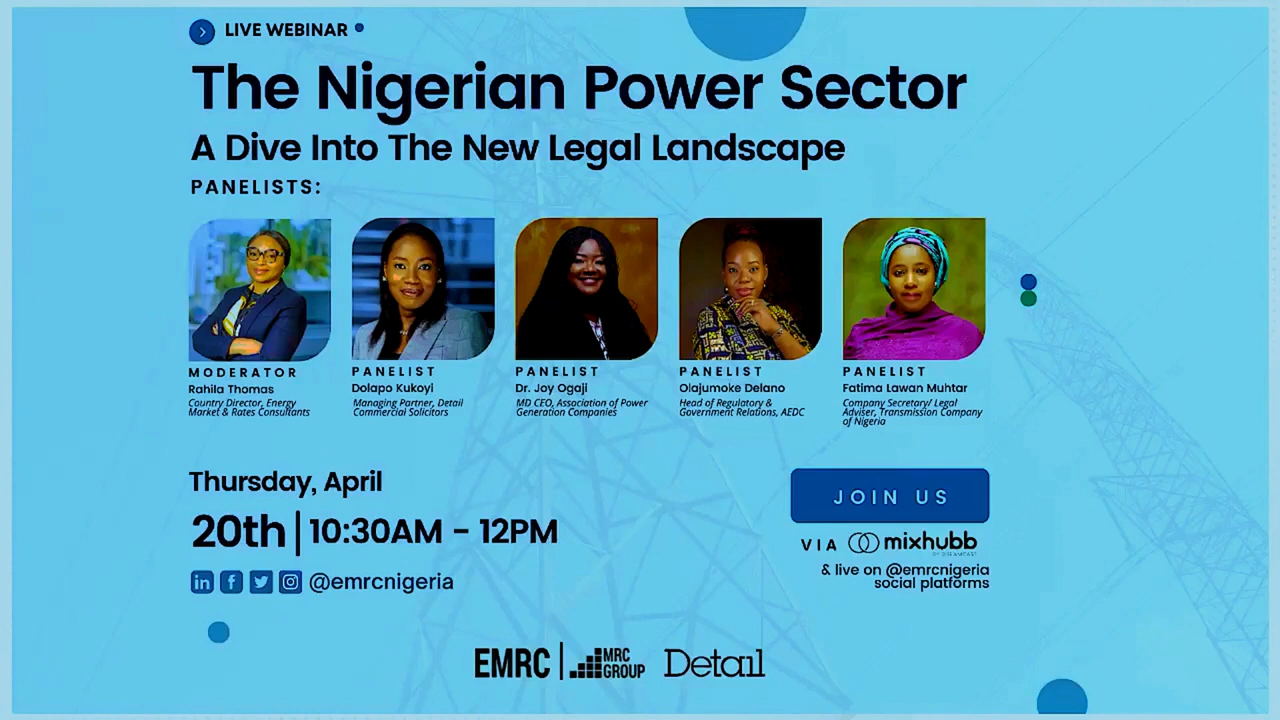 LIVE WEBINAR
The Nigerian Power Sector
A Dive Into The New Legal Landscape
PANELISTS:
MODERATOR
Rahila Thomas
Country Director, Energy
Market & Rates Consultants
PANELIST
Dolapo Kukoyi
Managing Partner, Detail
Commercial Solicitors
PANELIST
Dr. Joy Ogaji
MD CEO, Association of Power
Generation Companies
PANELIST
Olajumoke Delano
Head of Regulatory &
Government Relations, AEDC
PANELIST
Fatima Lawan Muhtar
Company Secretary/ Legal
Adviser, Transmission Company
of Nigeria
Thursday, April
20th | 10:30AM – 12PM
@emrcnigeria
JOIN US
VIA mixhubb
& live on @emrcnigeria
social platforms
EMRC | MRC
GROUP
Detail